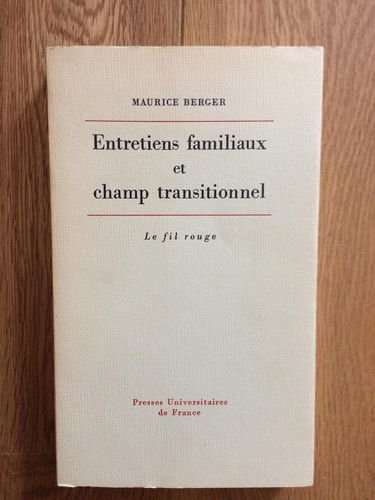 MAURICE BERGER
Entretiens familiaux
et
champ transitionnel
Le fil rouge
Presses Universitaires
de France